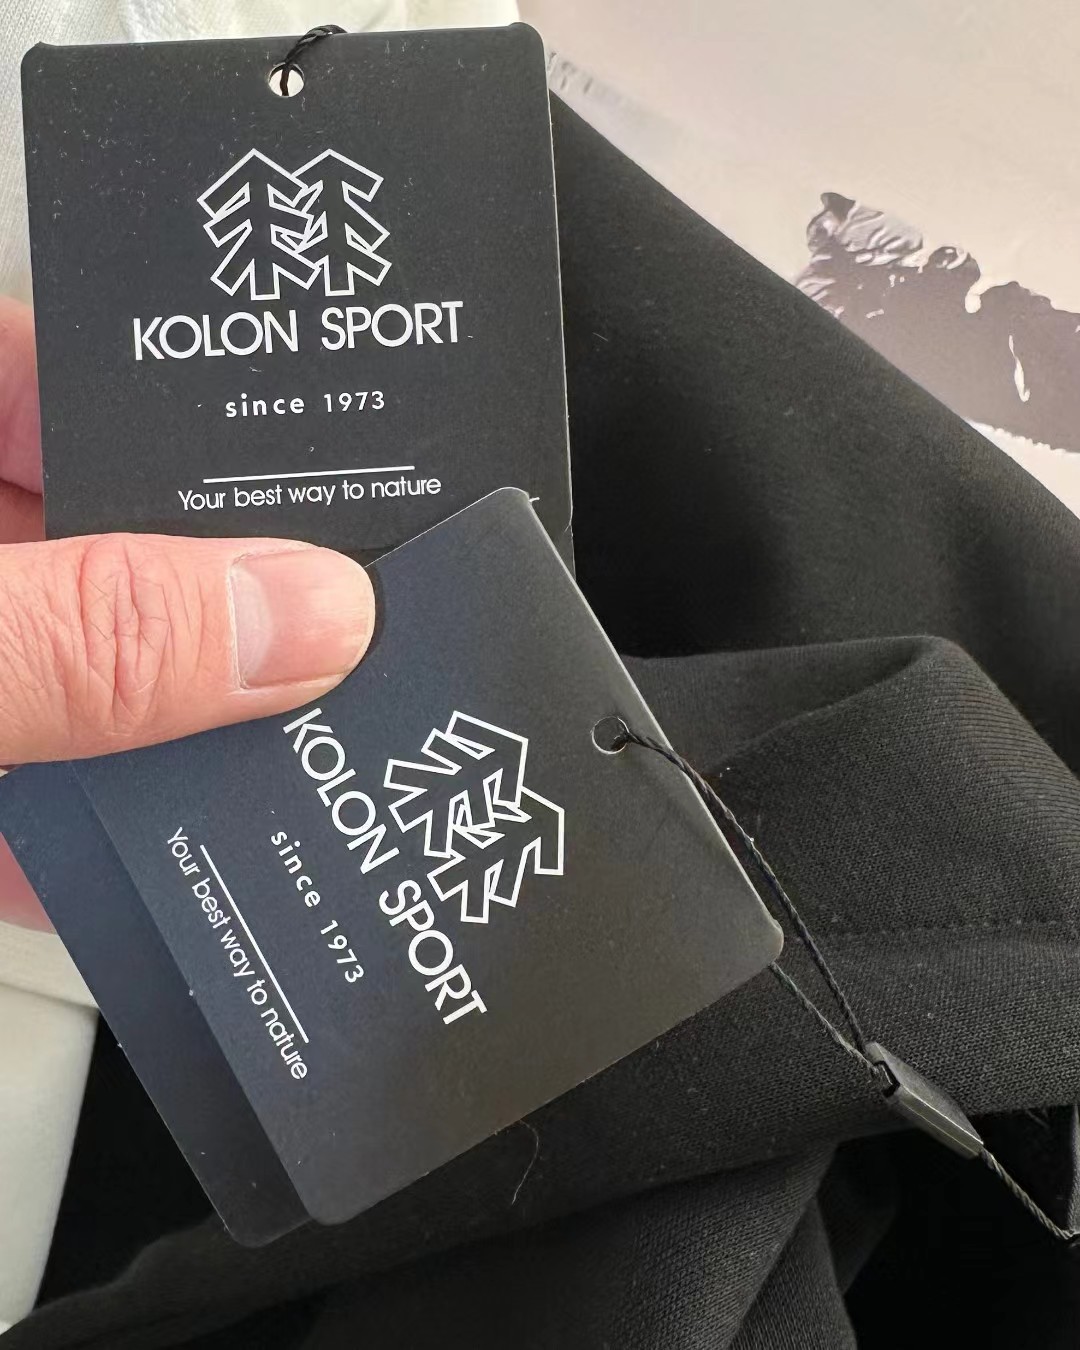 KOLON SPORT
since 1973
Your best way to nature
KOLON SPORT
since 1973
Your best way to nature